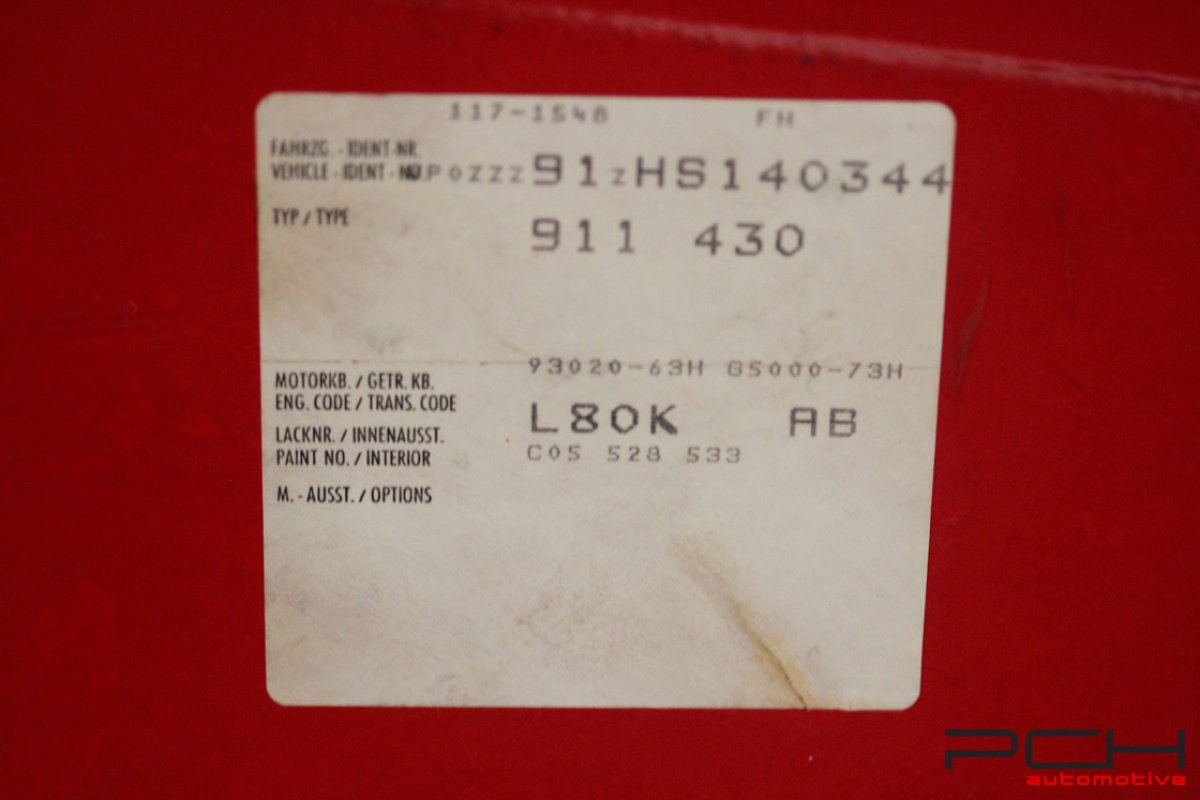 117-1548 FH
FAHRZG. - IDENT-NR.
VEHICLE - IDENT - NO. P0ZZZ91ZHS140344
TYP / TYPE 911 430
93020-63H G5000-73H
MOTORKB. / GETR. KB.
ENG. CODE / TRANS. CODE
L80K AB
LACKNR. / INNENAUSST.
PAINT NO. / INTERIOR C05 528 533
M. - AUSST. / OPTIONS
PCH
automotive